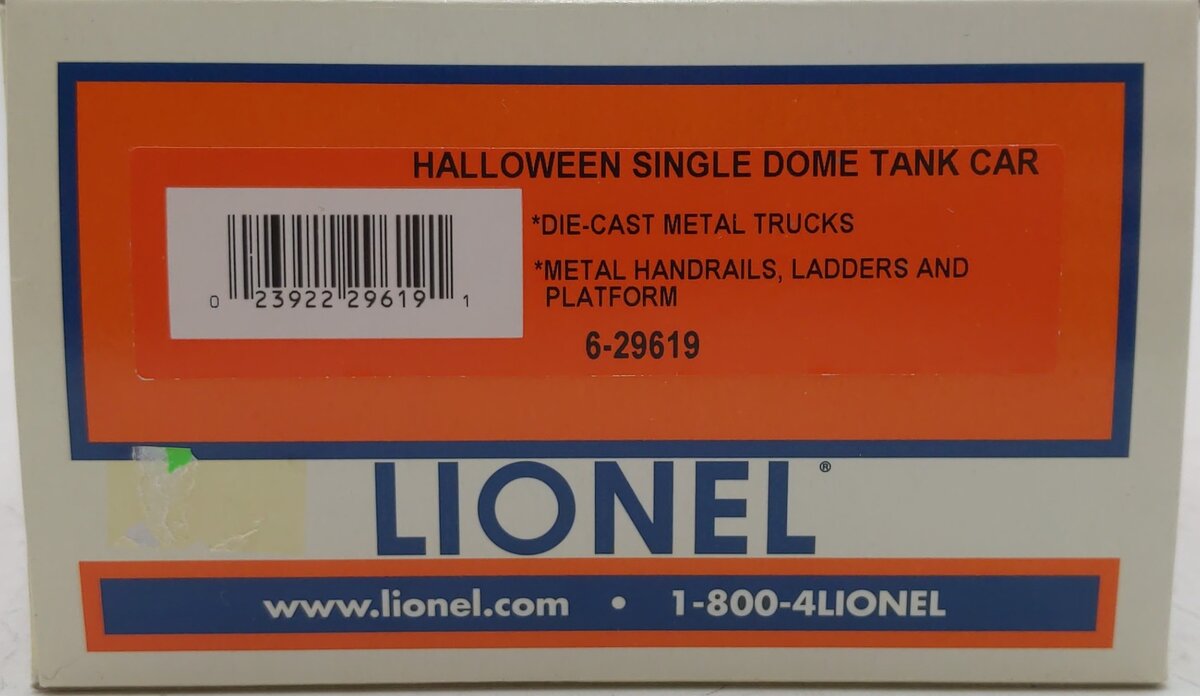 HALLOWEEN SINGLE DOME TANK CAR
*DIE-CAST METAL TRUCKS
*METAL HANDRAILS, LADDERS AND
PLATFORM
6-29619
0 23922 29619 1
LIONEL®
www.lionel.com • 1-800-4LIONEL